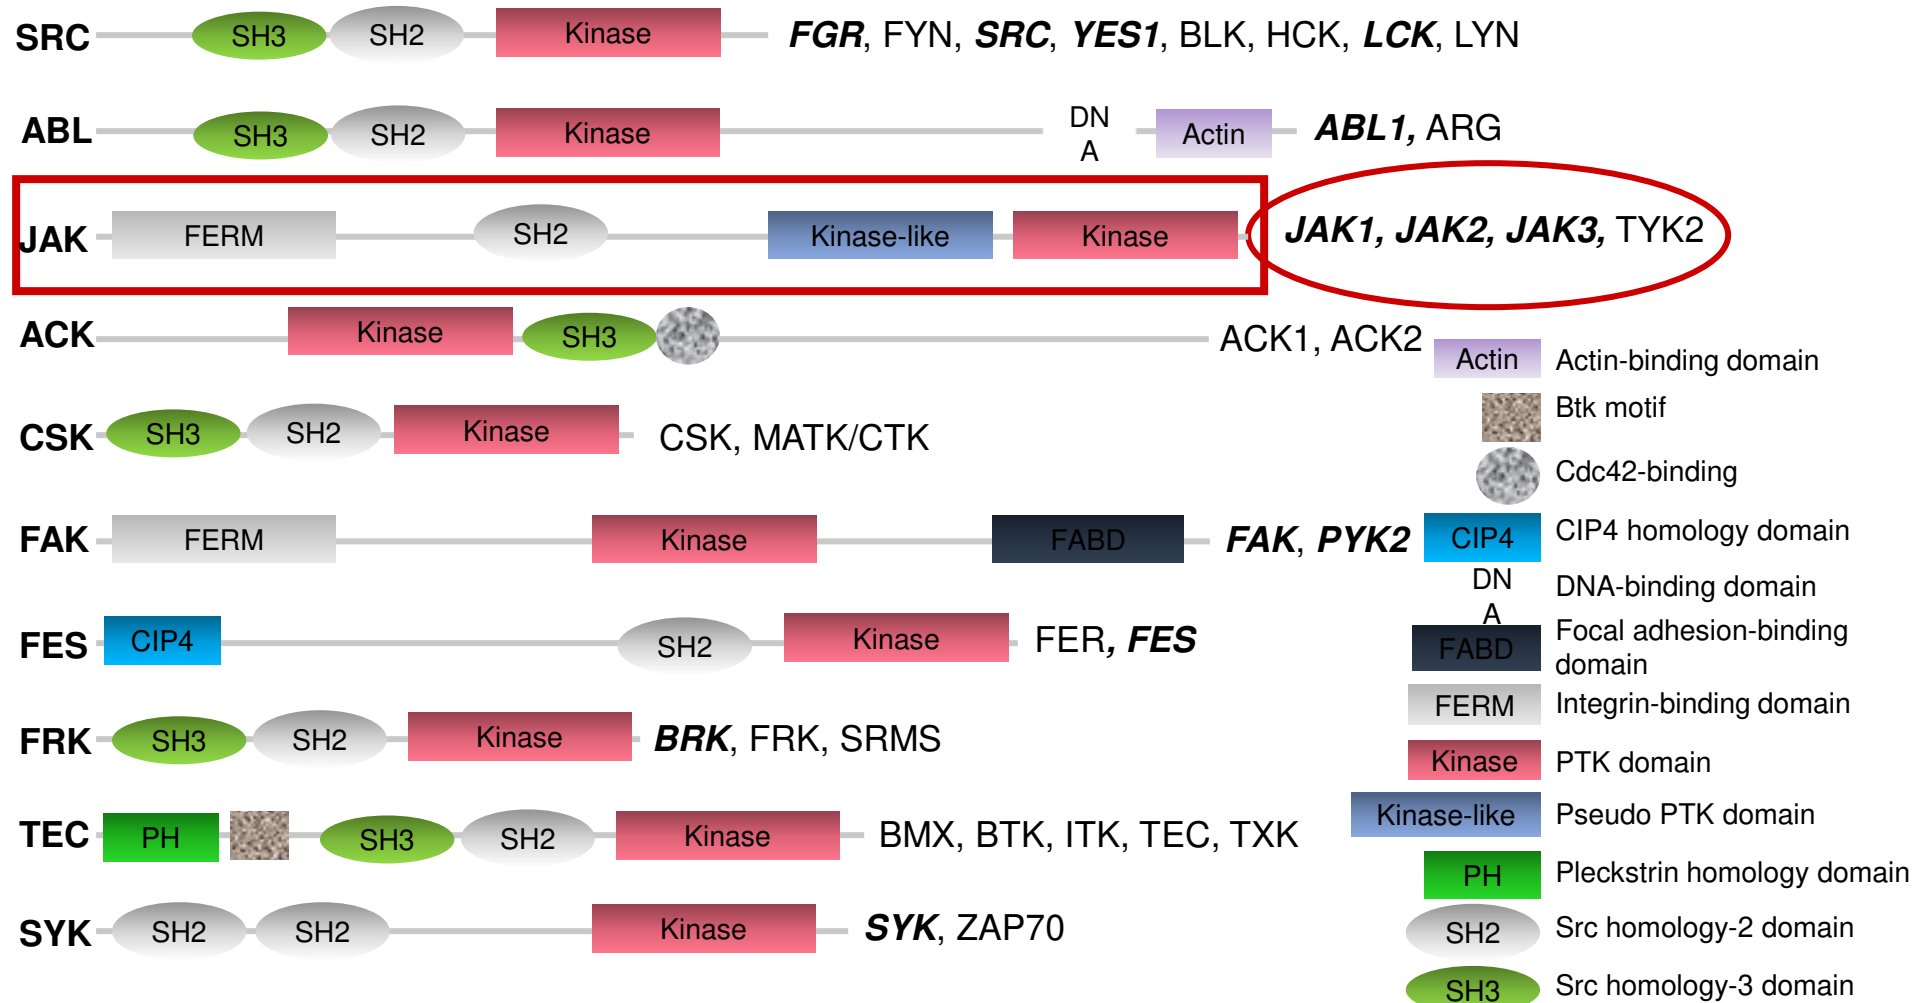 SRC SH3 SH2 Kinase FGR, FYN, SRC, YES1, BLK, HCK, LCK, LYN
ABL SH3 SH2 Kinase DN
A Actin ABL1, ARG
JAK FERM SH2 Kinase-like Kinase JAK1, JAK2, JAK3, TYK2
ACK Kinase SH3 ACK1, ACK2
CSK SH3 SH2 Kinase CSK, MATK/CTK
FAK FERM Kinase FABD FAK, PYK2
FES CIP4 SH2 Kinase FER, FES
FRK SH3 SH2 Kinase BRK, FRK, SRMS
TEC PH SH3 SH2 Kinase BMX, BTK, ITK, TEC, TXK
SYK SH2 SH2 Kinase SYK, ZAP70
Actin Actin-binding domain
Btk motif
Cdc42-binding
CIP4 CIP4 homology domain
DN
A DNA-binding domain
FABD Focal adhesion-binding
domain
FERM Integrin-binding domain
Kinase PTK domain
Kinase-like Pseudo PTK domain
PH Pleckstrin homology domain
SH2 Src homology-2 domain
SH3 Src homology-3 domain